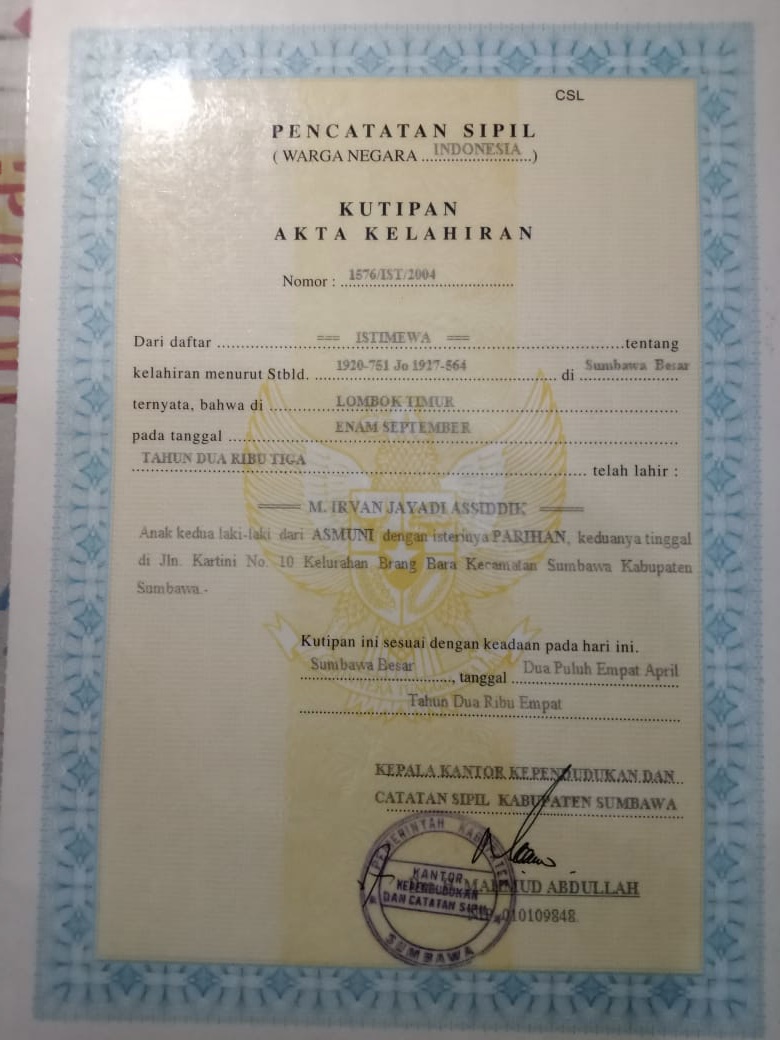 CSL
PENCATATAN SIPIL
( WARGA NEGARA INDONESIA )
KUTIPAN
AKTA KELAHIRAN
Nomor : 1576/IST/2004
Dari daftar === ISTIMEWA === tentang
kelahiran menurut Stbld. 1920-751 Jo 1927-564 di Sumbawa Besar
ternyata, bahwa di LOMBOK TIMUR
pada tanggal ENAM SEPTEMBER
TAHUN DUA RIBU TIGA telah lahir :
M. IRVAN JAYADI ASSIDDIK
Anak kedua laki-laki dari ASMUNI dengan isterinya PARIHAN, keduanya tinggal
di Jln. Kartini No. 10 Kelurahan Brang Bara Kecamatan Sumbawa Kabupaten
Sumbawa.-
Kutipan ini sesuai dengan keadaan pada hari ini.
Sumbawa Besar, tanggal Dua Puluh Empat April
Tahun Dua Ribu Empat
KEPALA KANTOR KEPENDUDUKAN DAN
CATATAN SIPIL KABUPATEN SUMBAWA
MAHMUD ABDULLAH
NIP. 010109848.
PEMERINTAH KABUPATEN
KANTOR
KEPENDUDUKAN
DAN CATATAN SIPIL
SUMBAWA